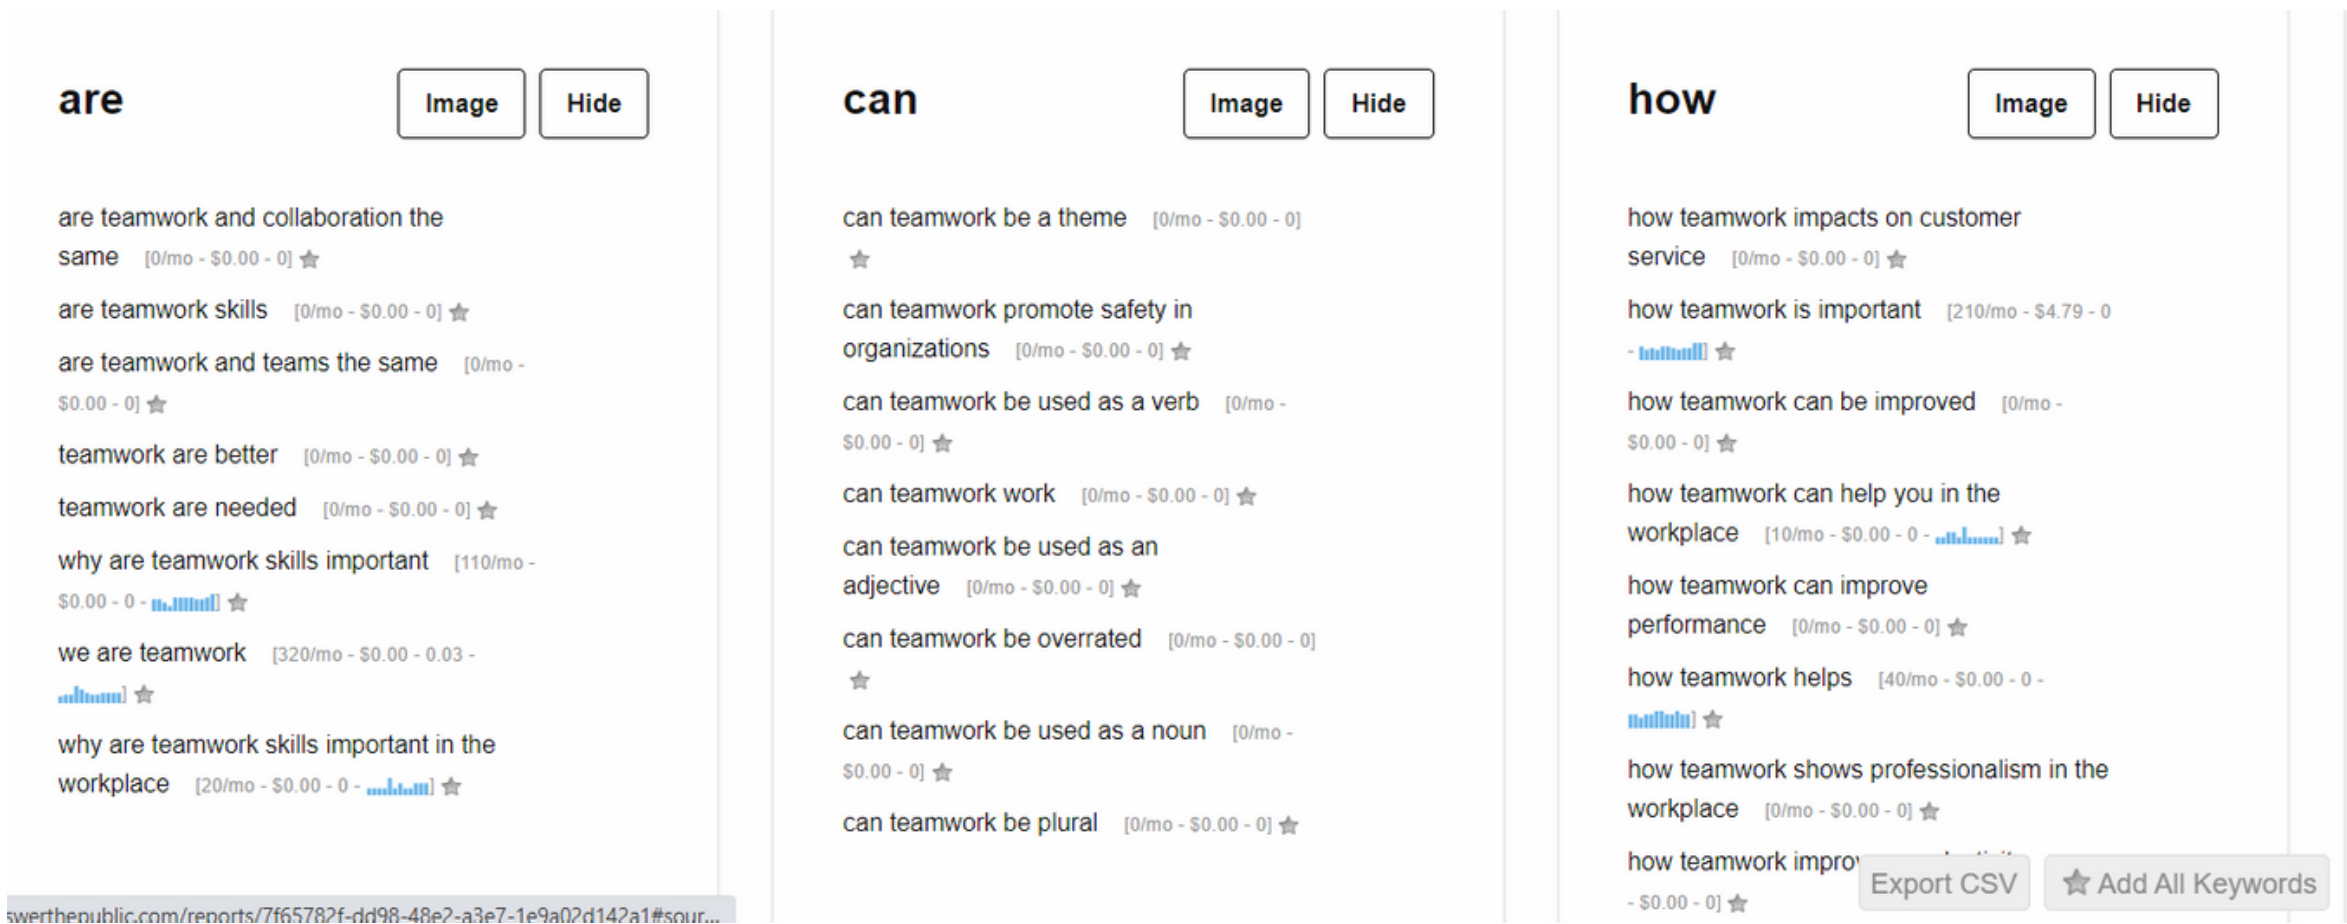 are
Image
Hide
are teamwork and collaboration the
same [0/mo - $0.00 - 0]
are teamwork skills [0/mo - $0.00 - 0]
are teamwork and teams the same [0/mo -
$0.00 - 0]
teamwork are better [0/mo - $0.00 - 0]
teamwork are needed [0/mo - $0.00 - 0]
why are teamwork skills important [110/mo -
$0.00 - 0 - ]
we are teamwork [320/mo - $0.00 - 0.03 -
]
why are teamwork skills important in the
workplace [20/mo - $0.00 - 0 - ]
can
Image
Hide
can teamwork be a theme [0/mo - $0.00 - 0]
can teamwork promote safety in
organizations [0/mo - $0.00 - 0]
can teamwork be used as a verb [0/mo -
$0.00 - 0]
can teamwork work [0/mo - $0.00 - 0]
can teamwork be used as an
adjective [0/mo - $0.00 - 0]
can teamwork be overrated [0/mo - $0.00 - 0]
can teamwork be used as a noun [0/mo -
$0.00 - 0]
can teamwork be plural [0/mo - $0.00 - 0]
how
Image
Hide
how teamwork impacts on customer
service [0/mo - $0.00 - 0]
how teamwork is important [210/mo - $4.79 - 0
- ]
how teamwork can be improved [0/mo -
$0.00 - 0]
how teamwork can help you in the
workplace [10/mo - $0.00 - 0 - ]
how teamwork can improve
performance [0/mo - $0.00 - 0]
how teamwork helps [40/mo - $0.00 - 0 -
]
how teamwork shows professionalism in the
workplace [0/mo - $0.00 - 0]
how teamwork
- $0.00 - 0]
Export CSV
Add All Keywords
swerthepublic.com/reports/7f65782f-dd98-48e2-a3e7-1e9a02d142a1#sour...